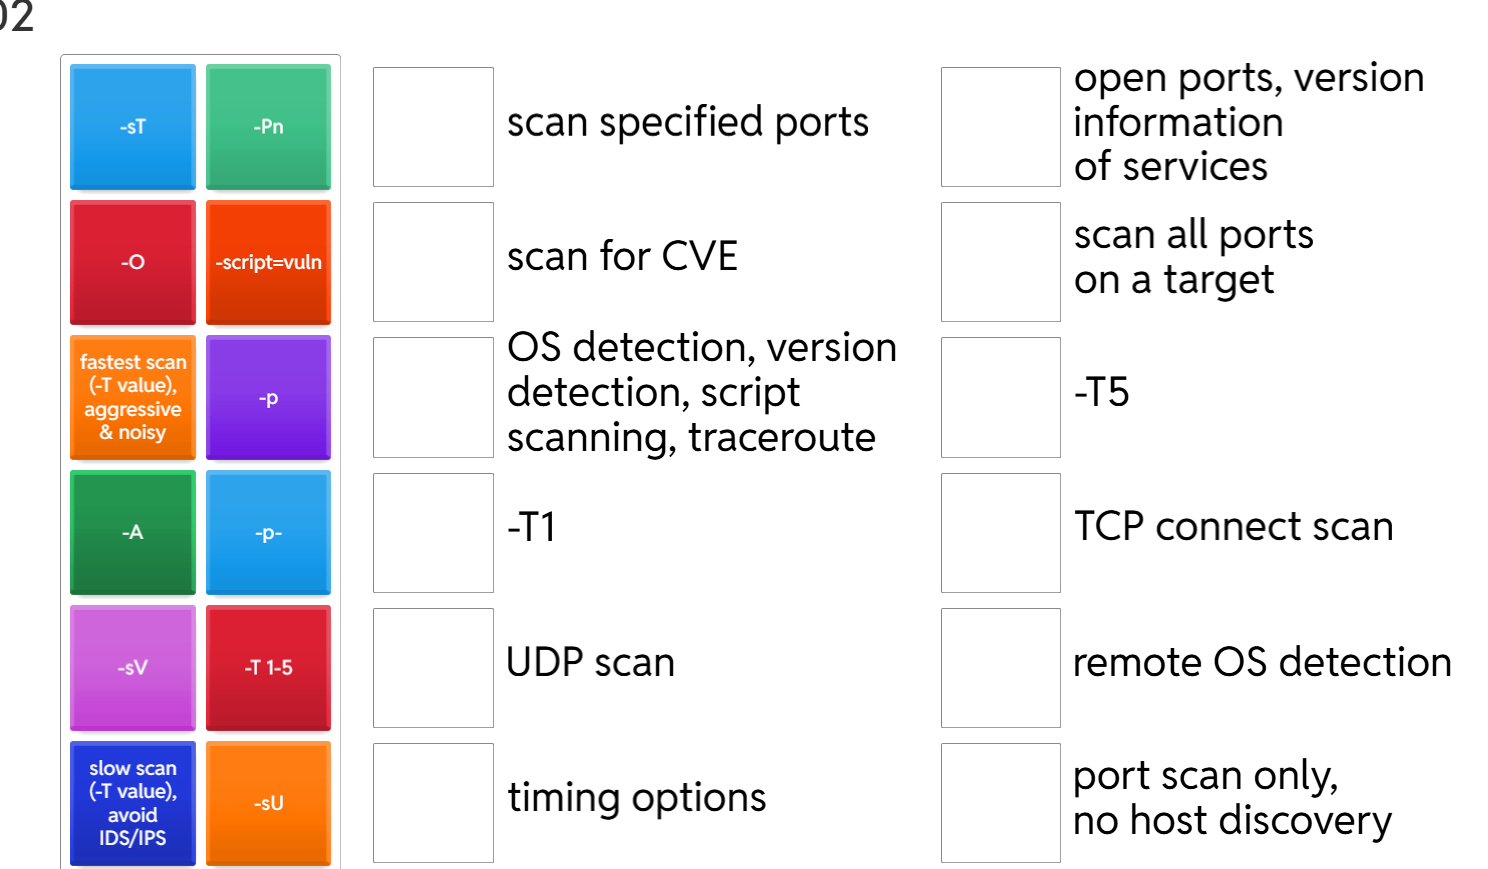 02
-sT
-Pn
-O
-script=vuln
fastest scan
(-T value),
aggressive
& noisy
-p
-A
-p-
-sV
-T 1-5
slow scan
(-T value),
avoid
IDS/IPS
-sU
scan specified ports
scan for CVE
OS detection, version
detection, script
scanning, traceroute
-T1
UDP scan
timing options
open ports, version
information
of services
scan all ports
on a target
-T5
TCP connect scan
remote OS detection
port scan only,
no host discovery